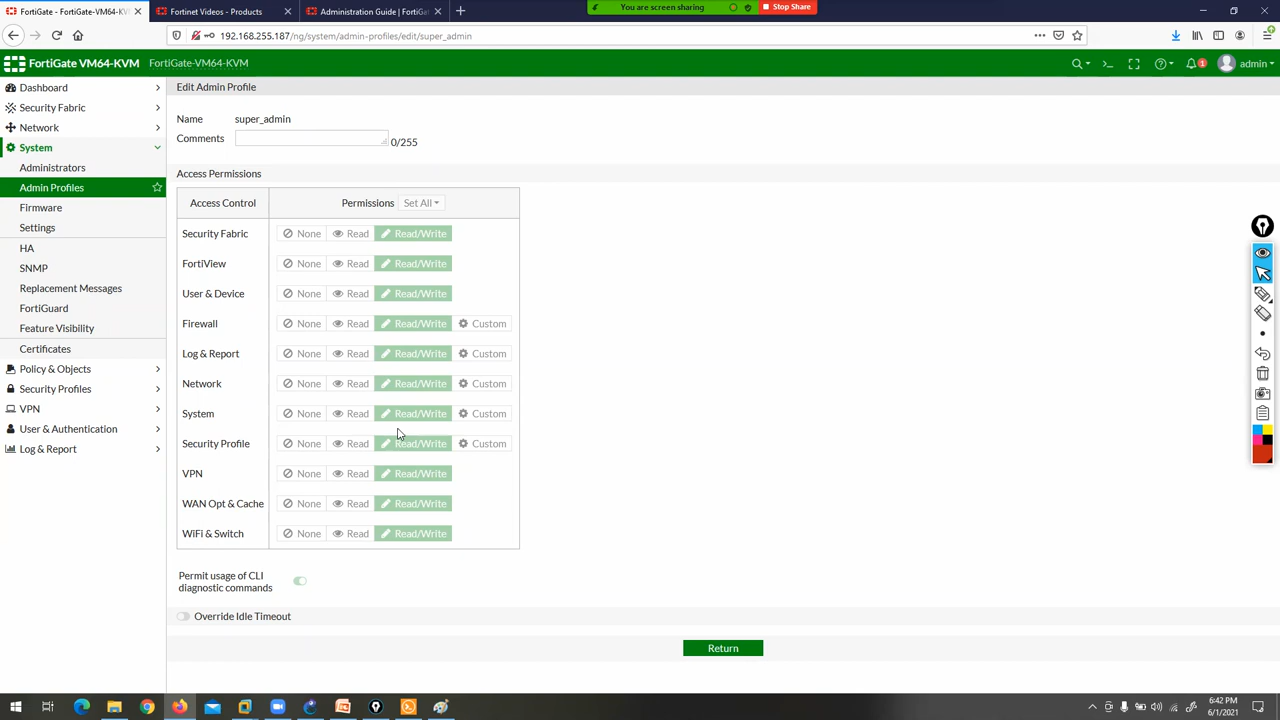 FortiGate - FortiGate-VM64-KV
Fortinet Videos - Products
Administration Guide | FortiGa
You are screen sharing
Stop Share
192.168.255.187/ng/system/admin-profiles/edit/super_admin
FortiGate VM64-KVM
FortiGate-VM64-KVM
1
admin
Dashboard
Security Fabric
Network
System
Administrators
Admin Profiles
Firmware
Settings
HA
SNMP
Replacement Messages
FortiGuard
Feature Visibility
Certificates
Policy & Objects
Security Profiles
VPN
User & Authentication
Log & Report
Edit Admin Profile
Name super_admin
Comments 0/255
Access Permissions
Access Control Permissions Set All
Security Fabric None Read Read/Write
FortiView None Read Read/Write
User & Device None Read Read/Write
Firewall None Read Read/Write Custom
Log & Report None Read Read/Write Custom
Network None Read Read/Write Custom
System None Read Read/Write Custom
Security Profile None Read Read/Write Custom
VPN None Read Read/Write
WAN Opt & Cache None Read Read/Write
WiFi & Switch None Read Read/Write
Permit usage of CLI
diagnostic commands
Override Idle Timeout
Return
6:42 PM
6/1/2021